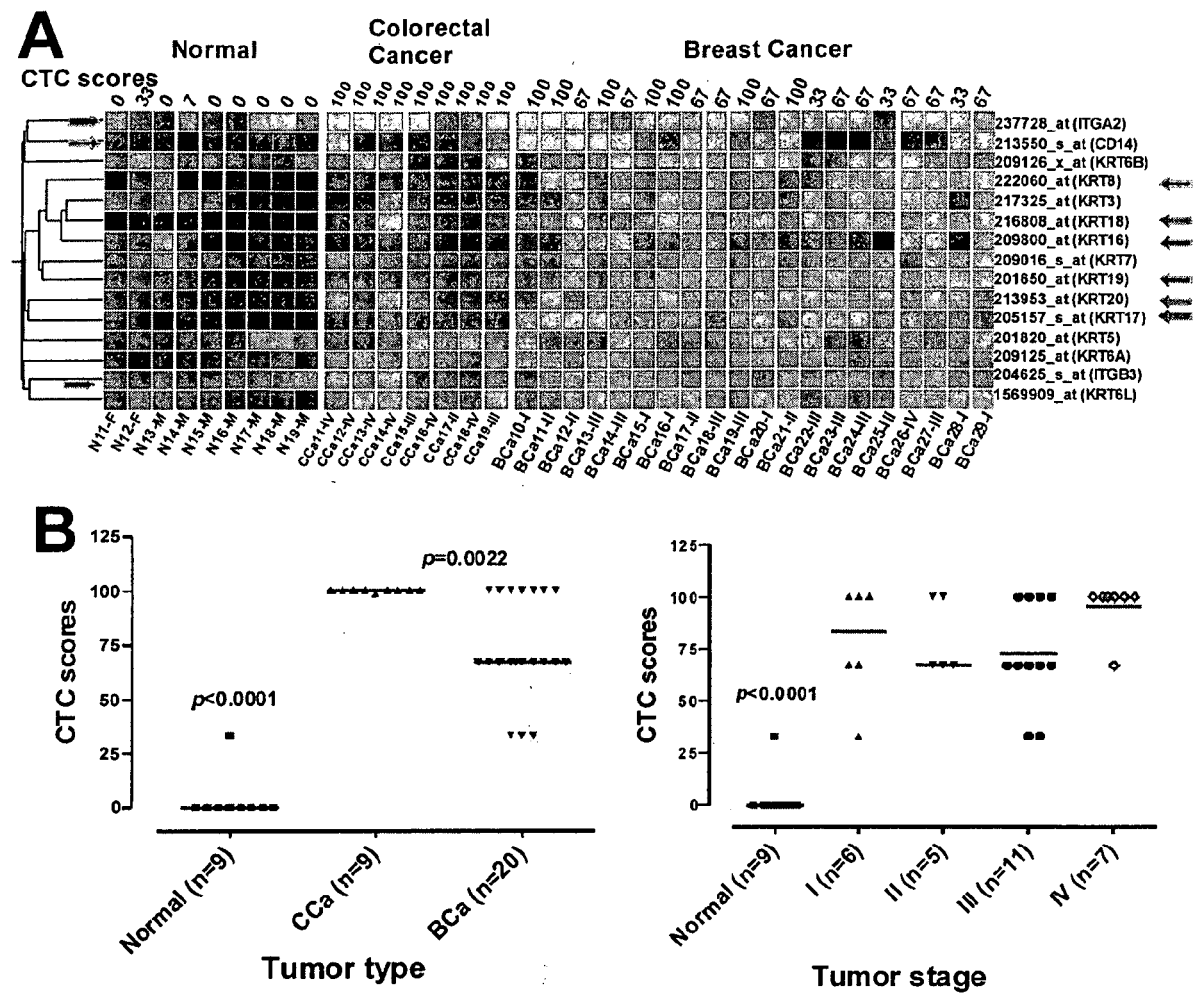 A
Normal
Colorectal
Cancer
Breast Cancer
CTC scores
0 33 0 7 0 0 0 0 0 100 100 100 100 100 100 100 100 100 100 100 67 100 67 100 100 67 67 100 67 100 33 67 67 33 67 67 33 67
237728_at (ITGA2)
213550_s_at (CD14)
209126_x_at (KRT6B)
222060_at (KRT8)
217325_at (KRT3)
216808_at (KRT18)
209800_at (KRT16)
209016_s_at (KRT7)
201650_at (KRT19)
213953_at (KRT20)
205157_s_at (KRT17)
201820_at (KRT5)
209125_at (KRT6A)
204625_s_at (ITGB3)
1569909_at (KRT6L)
N11-F N12-F N13-M N14-M N15-M N16-M N17-M N18-M N19-M CCa11-IV CCa12-IV CCa13-IV CCa14-IV CCa15-III CCa16-IV CCa17-II CCa18-IV CCa19-III BCa10-I BCa11-II BCa12-II BCa13-III BCa14-III BCa15-I BCa16-I BCa17-II BCa18-III BCa19-III BCa20-I BCa21-II BCa22-III BCa23-III BCa24-III BCa26-IV BCa27-III BCa28-I BCa29-I
B
CTC scores
125
100
75
50
25
0
p<0.0001
p=0.0022
Normal (n=9)
CCa (n=9)
BCa (n=20)
Tumor type
CTC scores
125
100
75
50
25
0
p<0.0001
Normal (n=9)
I (n=6)
II (n=5)
III (n=11)
IV (n=7)
Tumor stage